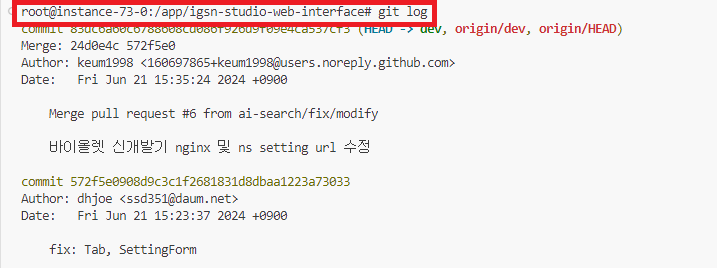 root@instance-73-0:/app/igsn-studio-web-interface# git log
commit 83dc6a60c6788608cd086f926d9f09e4ca537cf3 (HEAD -> dev, origin/dev, origin/HEAD)
Merge: 24d0e4c 572f5e0
Author: keum1998 <160697865+keum1998@users.noreply.github.com>
Date:   Fri Jun 21 15:35:24 2024 +0900
Merge pull request #6 from ai-search/fix/modify
바이올렛 신개발기 nginx 및 ns setting url 수정
commit 572f5e0908d9c3c1f2681831d8dbaa1223a73033
Author: dhjoe <ssd351@daum.net>
Date:   Fri Jun 21 15:23:37 2024 +0900
fix: Tab, SettingForm